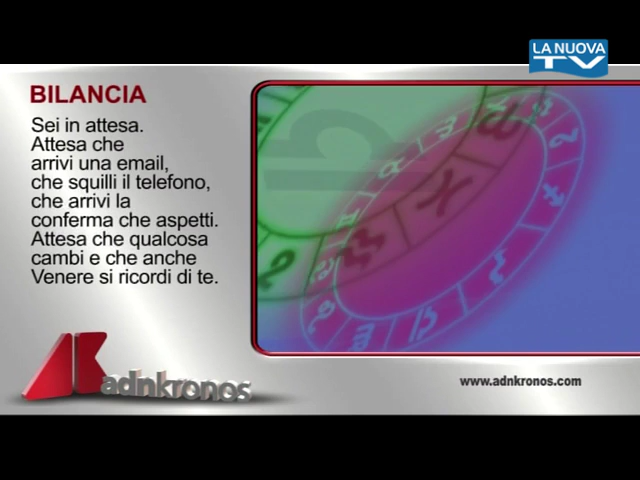 LA NUOVA
TV
BILANCIA
Sei in attesa.
Attesa che
arrivi una email,
che squilli il telefono,
che arrivi la
conferma che aspetti.
Attesa che qualcosa
cambi e che anche
Venere si ricordi di te.
adnkronos
www.adnkronos.com